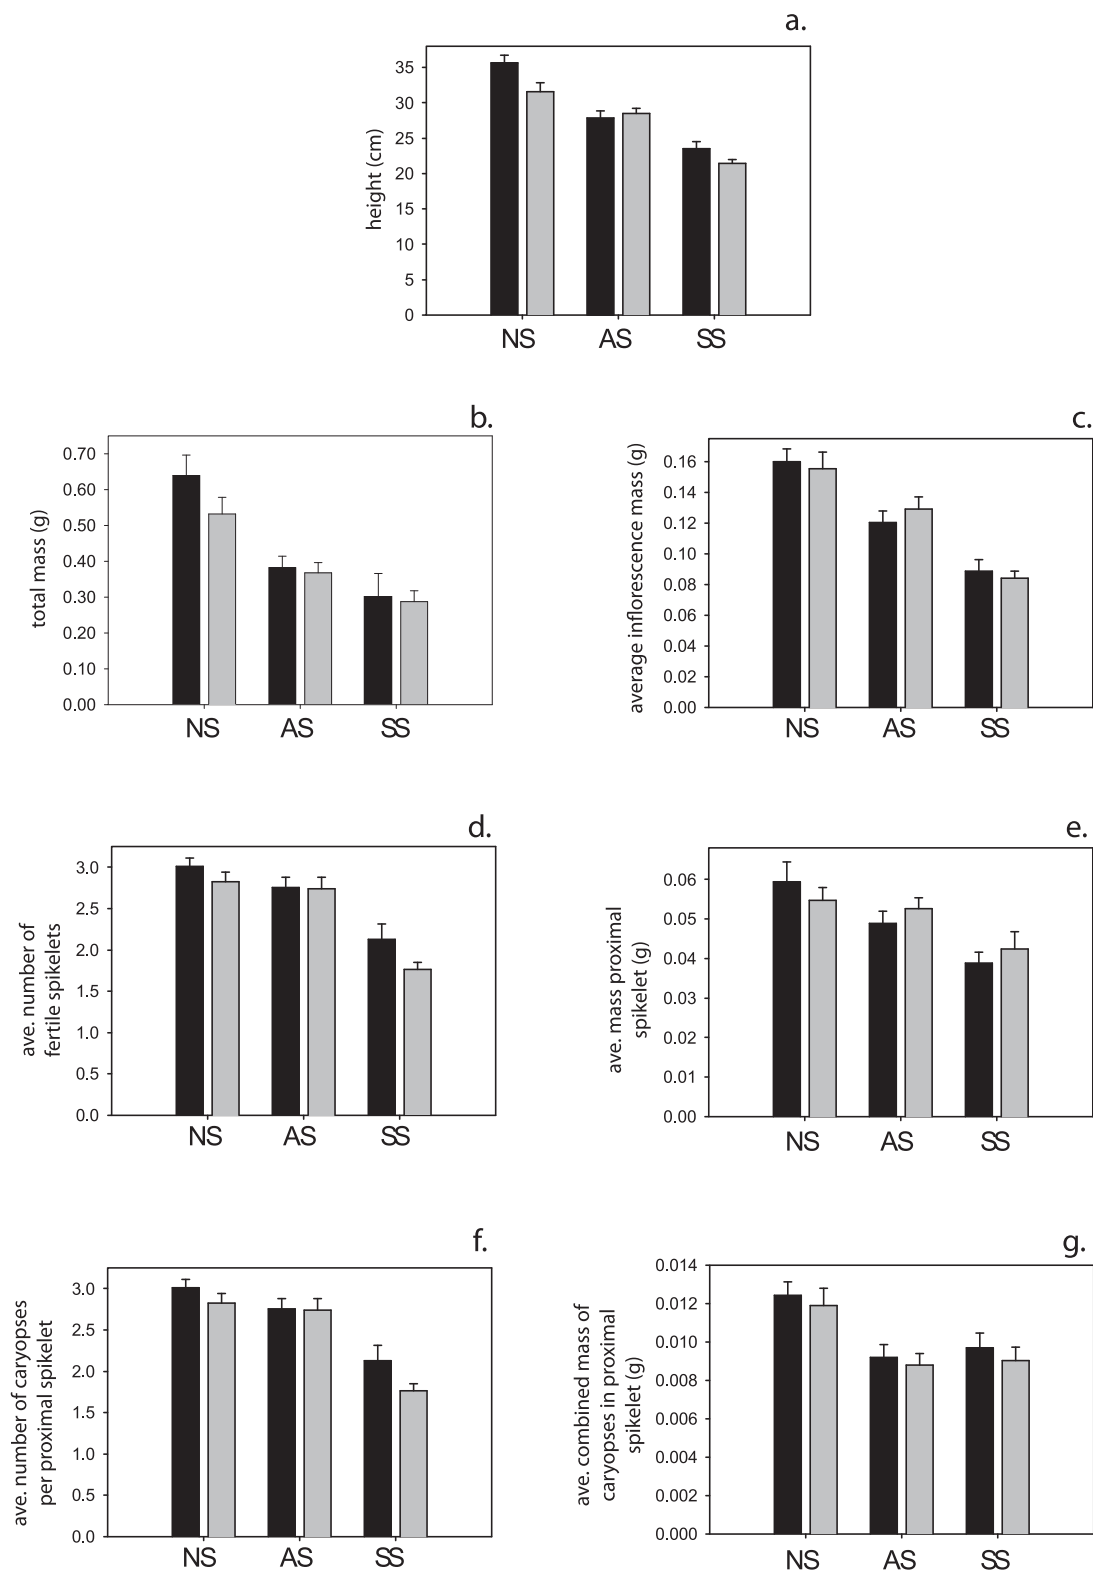 a.
height (cm)
35
30
25
20
15
10
5
0
NS AS SS
b.
total mass (g)
0.70
0.60
0.50
0.40
0.30
0.20
0.10
0.00
NS AS SS
c.
average inflorescence mass (g)
0.16
0.14
0.12
0.10
0.08
0.06
0.04
0.02
0.00
NS AS SS
d.
ave. number of
fertile spikelets
3.0
2.5
2.0
1.5
1.0
0.5
0.0
NS AS SS
e.
ave. mass proximal
spikelet (g)
0.06
0.05
0.04
0.03
0.02
0.01
0.00
NS AS SS
f.
ave. number of caryopses
per proximal spikelet
3.0
2.5
2.0
1.5
1.0
0.5
0.0
NS AS SS
g.
ave. combined mass of
caryopses in proximal
spikelet (g)
0.014
0.012
0.010
0.008
0.006
0.004
0.002
0.000
NS AS SS